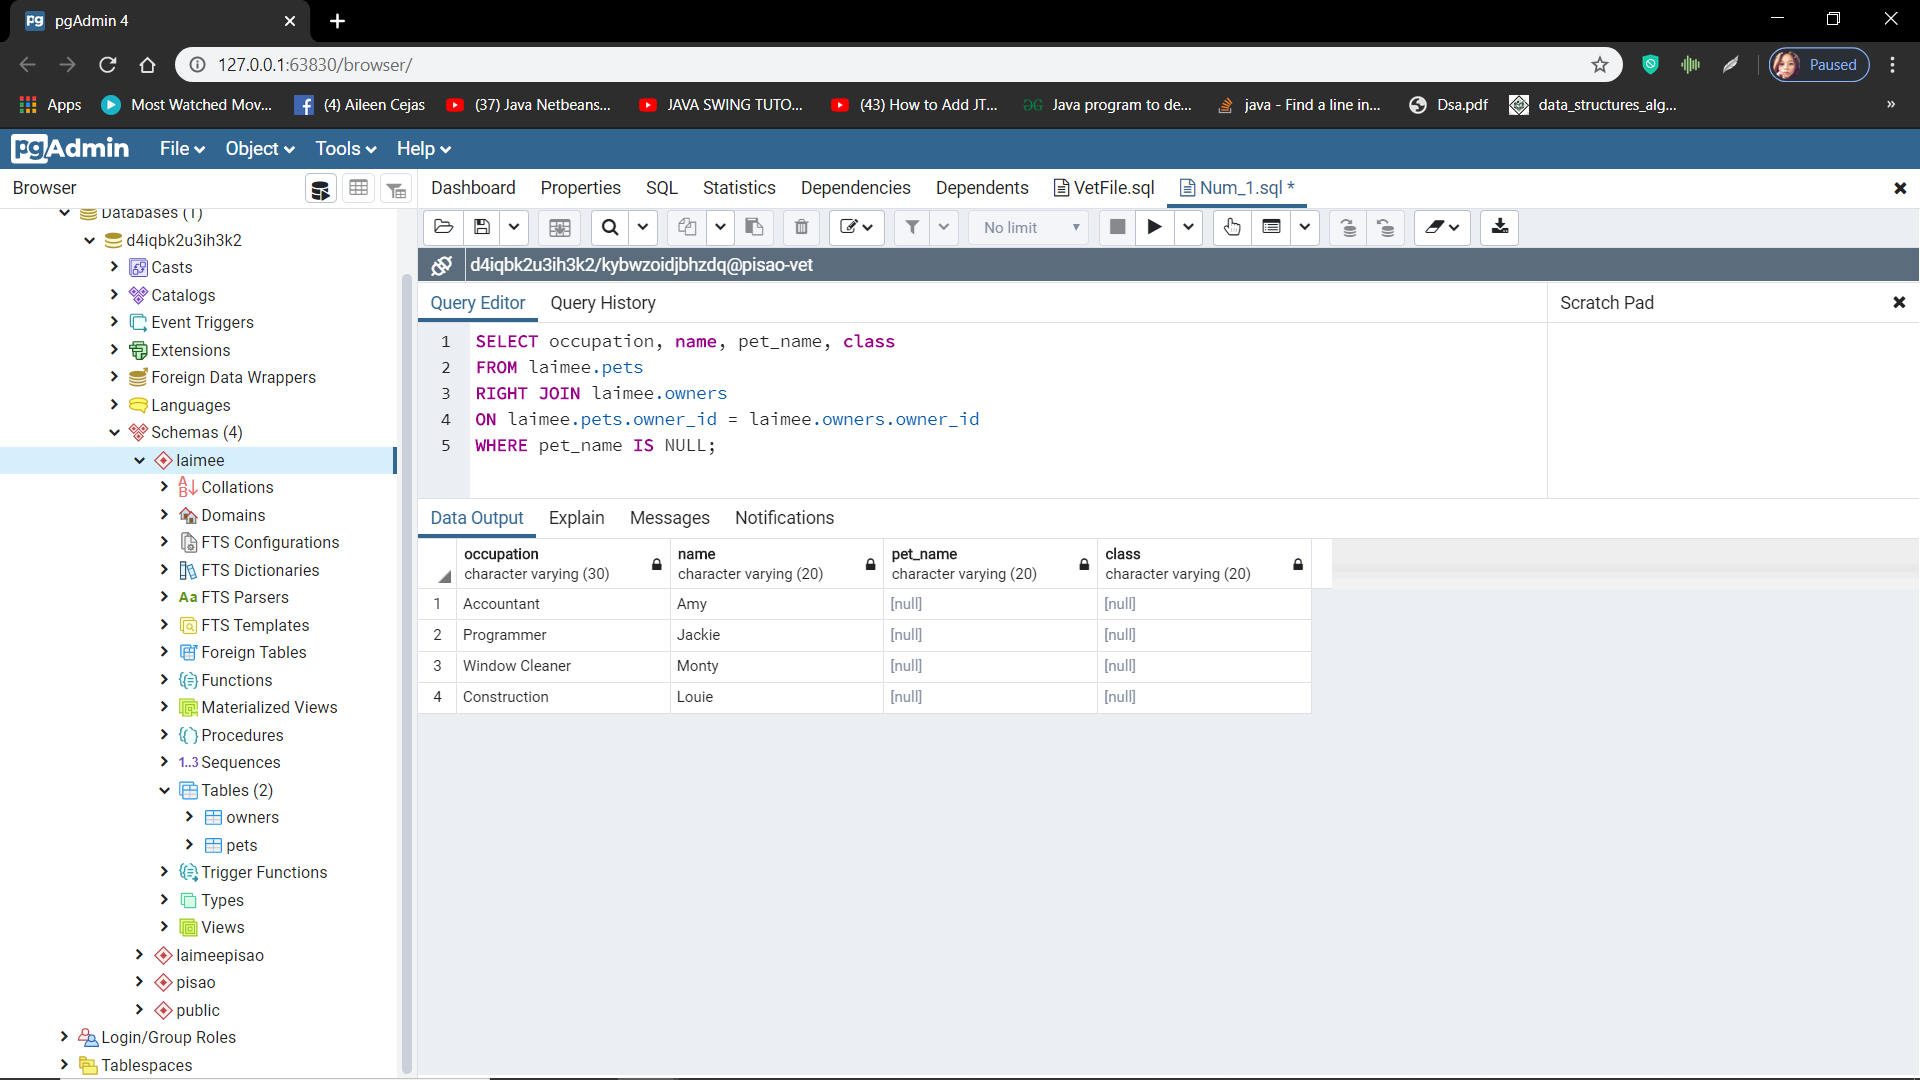 pgAdmin 4
127.0.0.1:63830/browser/
Paused
Apps
Most Watched Mov...
(4) Aileen Cejas
(37) Java Netbeans...
JAVA SWING TUTO...
(43) How to Add JT...
Java program to de...
java - Find a line in...
Dsa.pdf
data_structures_alg...
»
pgAdmin
File
Object
Tools
Help
Browser
Dashboard
Properties
SQL
Statistics
Dependencies
Dependents
VetFile.sql
Num_1.sql *
No limit
d4iqbk2u3ih3k2/kybwzoidjbhzdq@pisao-vet
Query Editor
Query History
Scratch Pad
1 SELECT occupation, name, pet_name, class
2 FROM laimee.pets
3 RIGHT JOIN laimee.owners
4 ON laimee.pets.owner_id = laimee.owners.owner_id
5 WHERE pet_name IS NULL;
Databases (1)
d4iqbk2u3ih3k2
Casts
Catalogs
Event Triggers
Extensions
Foreign Data Wrappers
Languages
Schemas (4)
laimee
Collations
Domains
FTS Configurations
FTS Dictionaries
Aa FTS Parsers
FTS Templates
Foreign Tables
Functions
Materialized Views
Procedures
1..3 Sequences
Tables (2)
owners
pets
Trigger Functions
Types
Views
laimeepisao
pisao
public
Login/Group Roles
Tablespaces
Data Output
Explain
Messages
Notifications
occupation
character varying (30)
name
character varying (20)
pet_name
character varying (20)
class
character varying (20)
1 Accountant Amy [null] [null]
2 Programmer Jackie [null] [null]
3 Window Cleaner Monty [null] [null]
4 Construction Louie [null] [null]